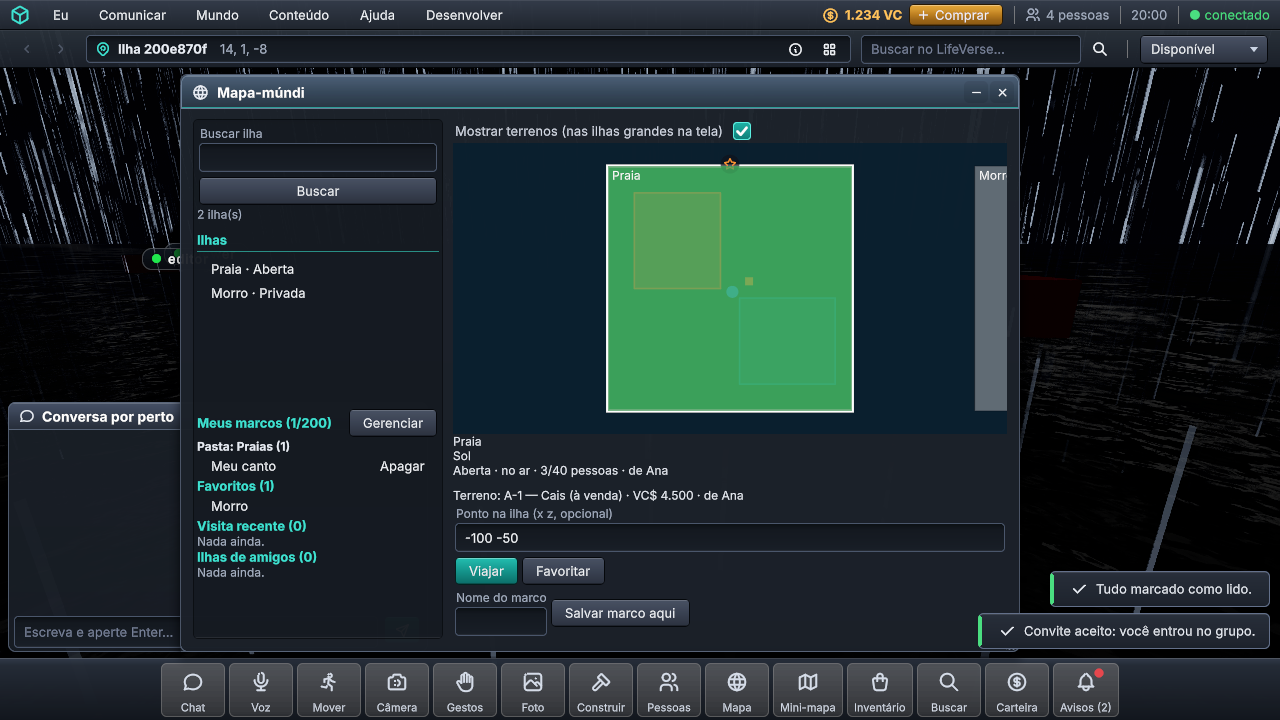 Eu
Comunicar
Mundo
Conteúdo
Ajuda
Desenvolver
1.234 VC
+ Comprar
4 pessoas
20:00
conectado
Ilha 200e870f
14, 1, -8
Buscar no LifeVerse...
Disponível
Mapa-múndi
Buscar ilha
Buscar
2 ilha(s)
Ilhas
Praia · Aberta
Morro · Privada
Meus marcos (1/200)
Gerenciar
Pasta: Praias (1)
Meu canto
Apagar
Favoritos (1)
Morro
Visita recente (0)
Nada ainda.
Ilhas de amigos (0)
Nada ainda.
Mostrar terrenos (nas ilhas grandes na tela)
Praia
Praia
Sol
Aberta · no ar · 3/40 pessoas · de Ana
Terreno: A-1 — Cais (à venda) · VC$ 4.500 · de Ana
Ponto na ilha (x z, opcional)
-100 -50
Viajar
Favoritar
Nome do marco
Salvar marco aqui
Conversa por perto
Escreva e aperte Enter...
Tudo marcado como lido.
Convite aceito: você entrou no grupo.
Chat
Voz
Mover
Câmera
Gestos
Foto
Construir
Pessoas
Mapa
Mini-mapa
Inventário
Buscar
Carteira
Avisos (2)